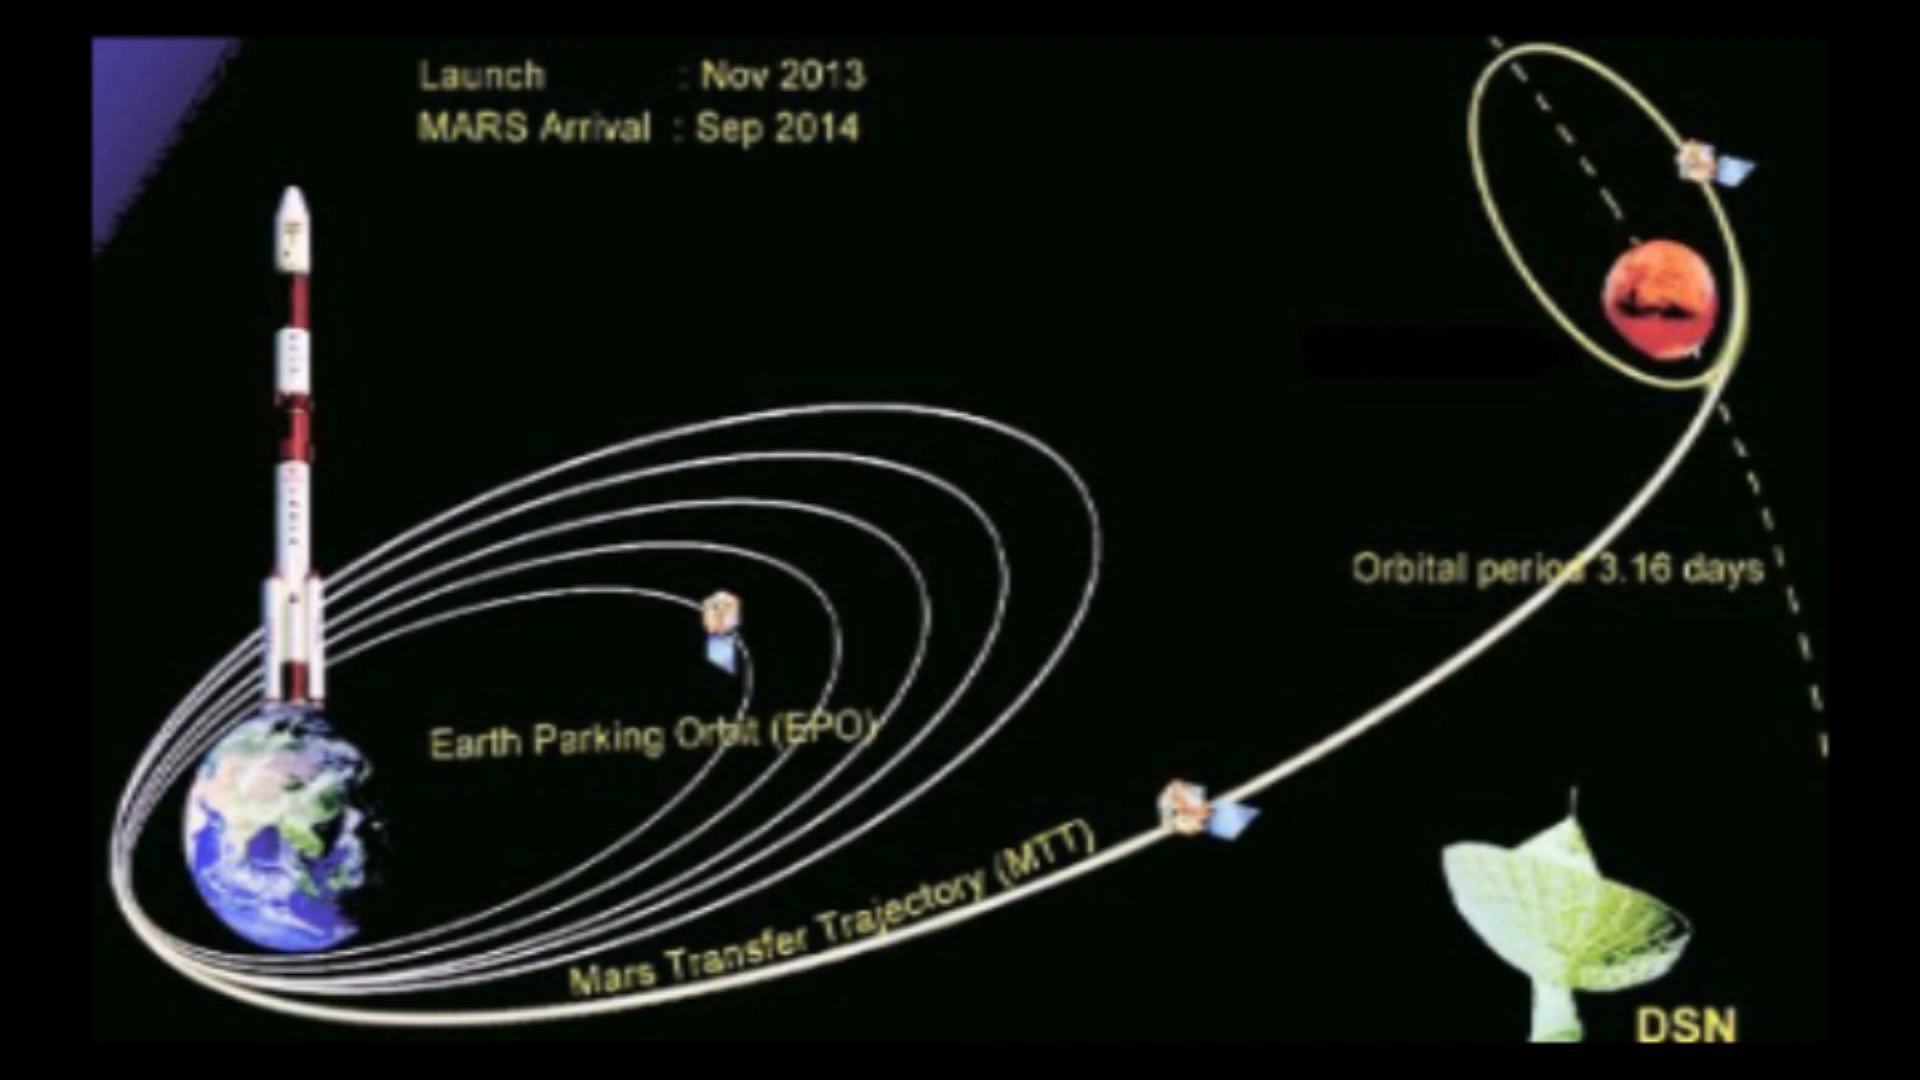 Launch : Nov 2013
MARS Arrival : Sep 2014
Orbital period 3.16 days
Earth Parking Orbit (EPO)
Mars Transfer Trajectory (MTT)
DSN